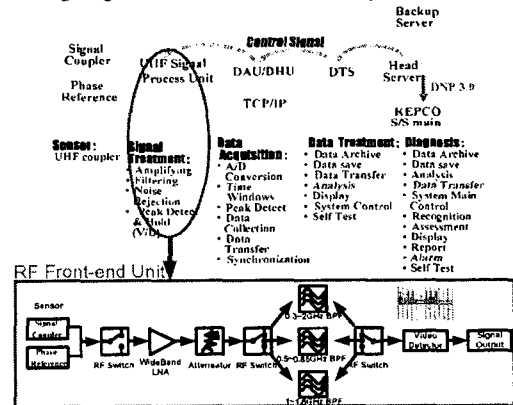 Backup
Server
Control Signal
Signal
Coupler
UHF Signal
Process Unit
DAU/DHU
DTS
Head
Server
Phase
Reference
TCP/IP
DNP 3.0
KEPCO
S/S main
Sensor:
UHF coupler
Signal
Treatment:
• Amplifying
• Filtering
• Noise
Rejection
• Peak Detect
& Hold
Data
Acquisition:
• A/D
Conversion
• Time
Windows
• Peak Detect
• Data
Collection
• Data
Transfer
• Synchronization
Data Treatment:
• Data Archive
• Data save
• Data Transfer
• Analysis
• Display
• System Control
• Self Test
Diagnosis:
• Data Archive
• Data save
• Analysis
• Data Transfer
• System Main
Control
• Recognition
• Assessment
• Display
• Report
• Alarm
• Self Test
RF Front-end Unit
Sensor
Signal
Coupler
Phase
Reference
RF Switch
WideBand
LNA
Attenuator
RF Switch
0.3~2GHz BPF
0.5~0.85GHz BPF
BPF
RF Switch
Video
Detector
Signal
Output